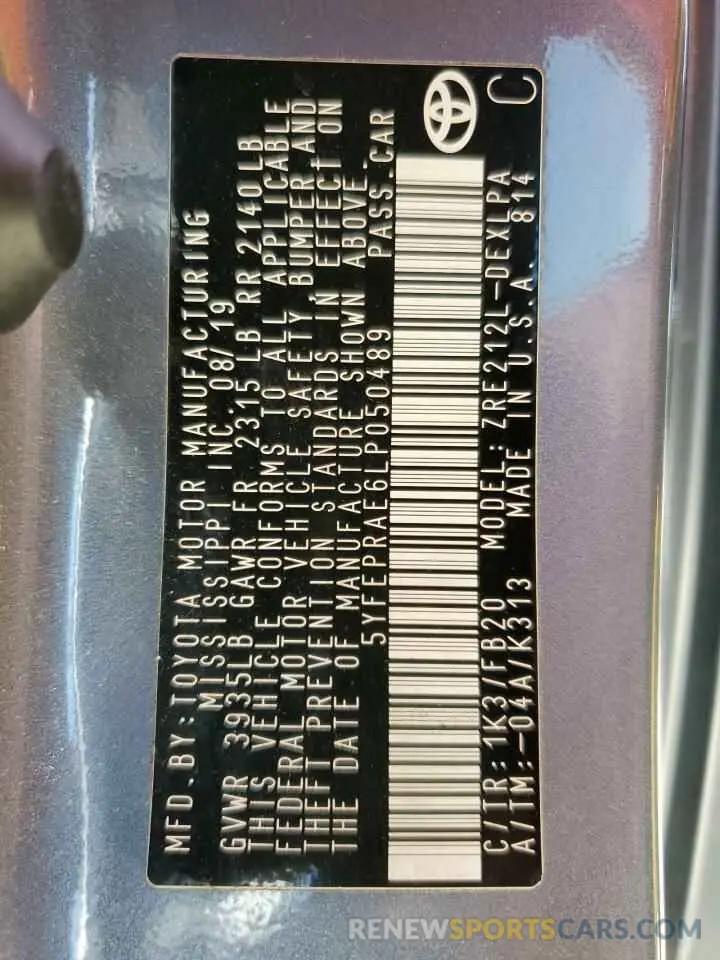 MFD.BY:TOYOTA MOTOR MANUFACTURING
MISSISSIPPI INC. 08/19
GVWR 3935LB GAWR FR 2315 LB RR 2140LB
THIS VEHICLE CONFORMS TO ALL APPLICABLE
FEDERAL MOTOR VEHICLE SAFETY, BUMPER AND
THEFT PREVENTION STANDARDS IN EFFECT ON
THE DATE OF MANUFACTURE SHOWN ABOVE.
5YFEPRAE6LP050489 PASS.CAR
C/TR:1K3/FB20 MODEL:ZRE212L-DEXLPA
A/TM:-04A/K313 MADE IN U.S.A. 814
C
RENEWSPORTSCARS.COM